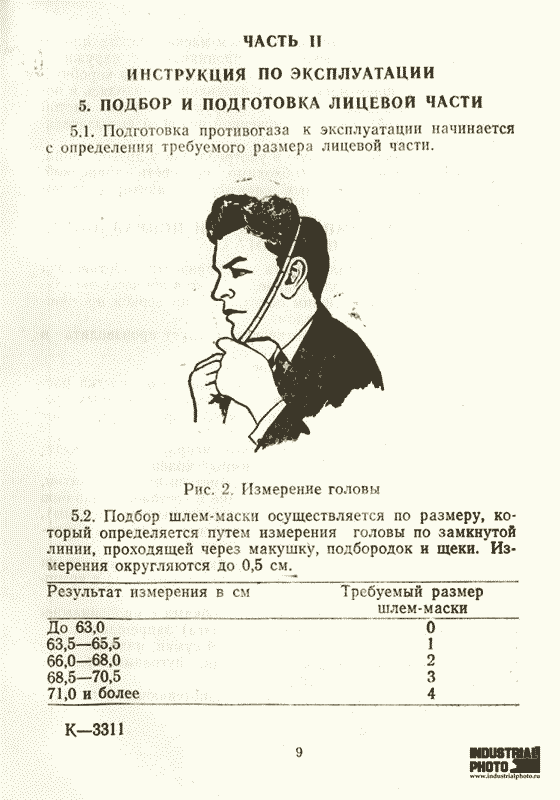 ЧАСТЬ II
ИНСТРУКЦИЯ ПО ЭКСПЛУАТАЦИИ
5. ПОДБОР И ПОДГОТОВКА ЛИЦЕВОЙ ЧАСТИ
5.1. Подготовка противогаза к эксплуатации начинается
с определения требуемого размера лицевой части.
Рис. 2. Измерение головы
5.2. Подбор шлем-маски осуществляется по размеру, ко-
торый определяется путем измерения головы по замкнутой
линии, проходящей через макушку, подбородок и щеки. Из-
мерения округляются до 0,5 см.
Результат измерения в см Требуемый размер
шлем-маски
До 63,0 0
63,5—65,5 1
66,0—68,0 2
68,5—70,5 3
71,0 и более 4
К—3311
9
INDUSTRIAL
PHOTO
www.industrialphoto.ru